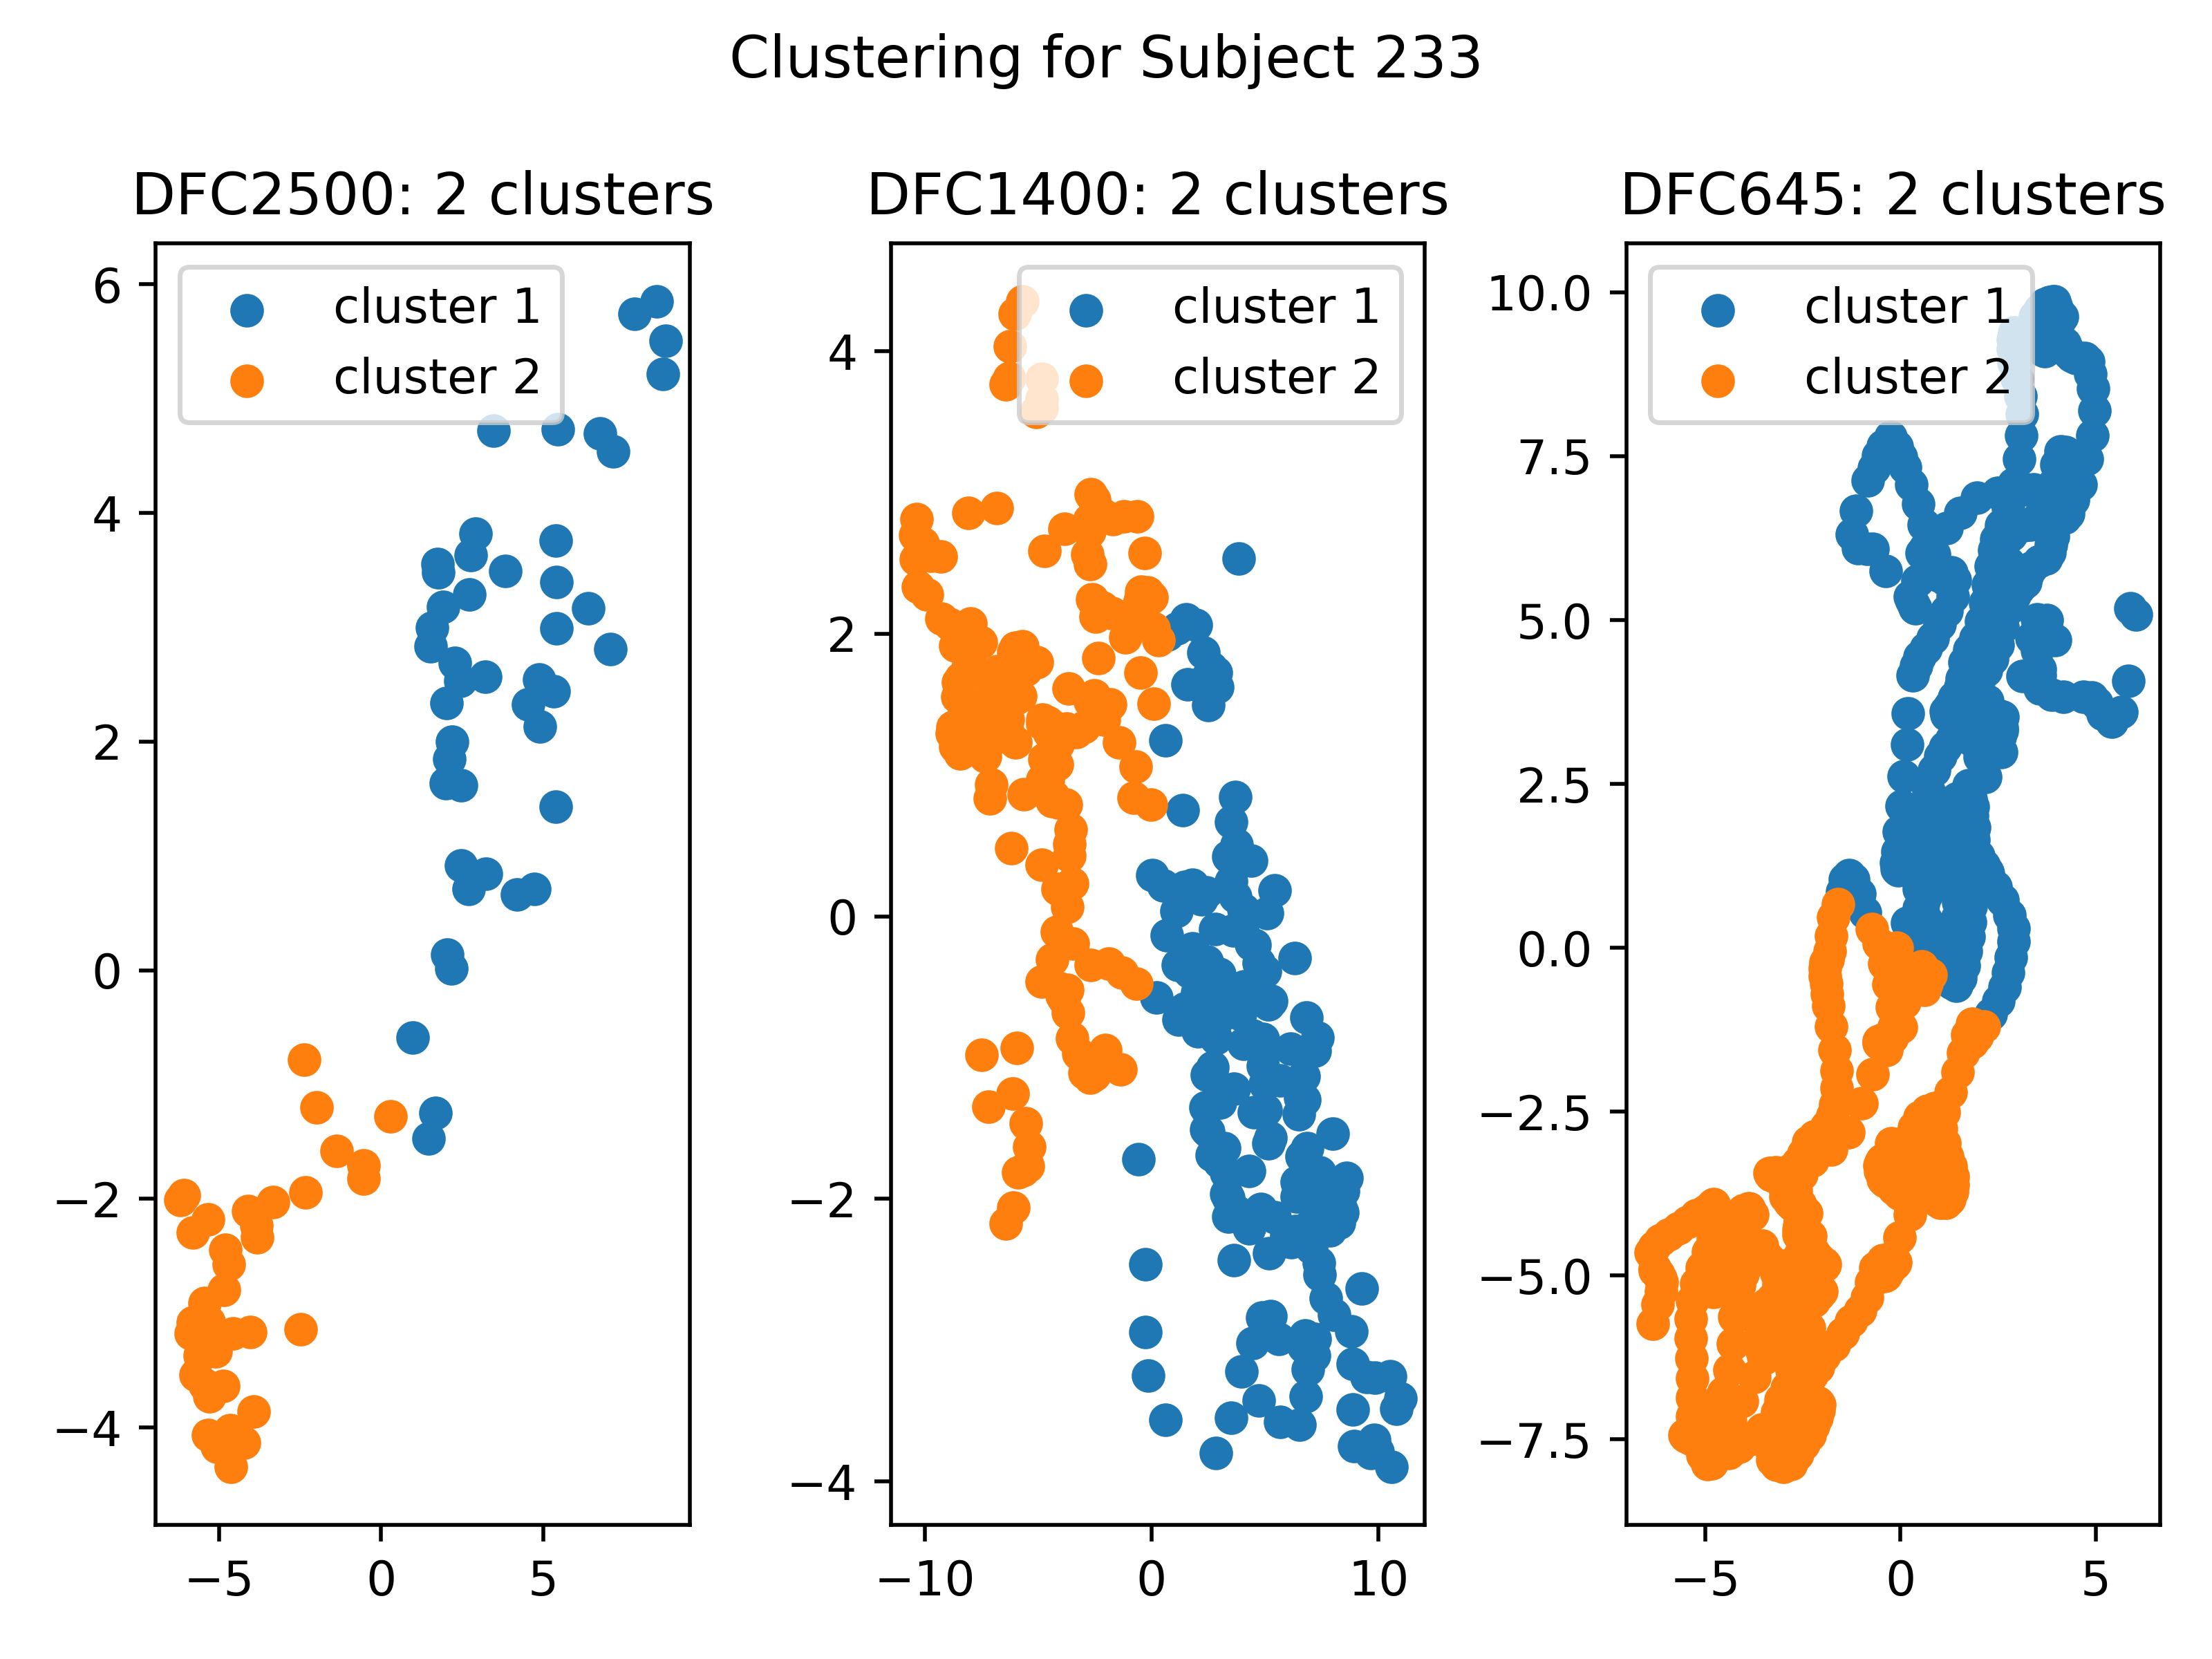 Clustering for Subject 233
DFC2500: 2 clusters
cluster 1
cluster 2
6
4
2
0
−2
−4
−5 0 5
DFC1400: 2 clusters
cluster 1
cluster 2
4
2
0
−2
−4
−10 0 10
DFC645: 2 clusters
cluster 1
cluster 2
10.0
7.5
5.0
2.5
0.0
−2.5
−5.0
−7.5
−5 0 5